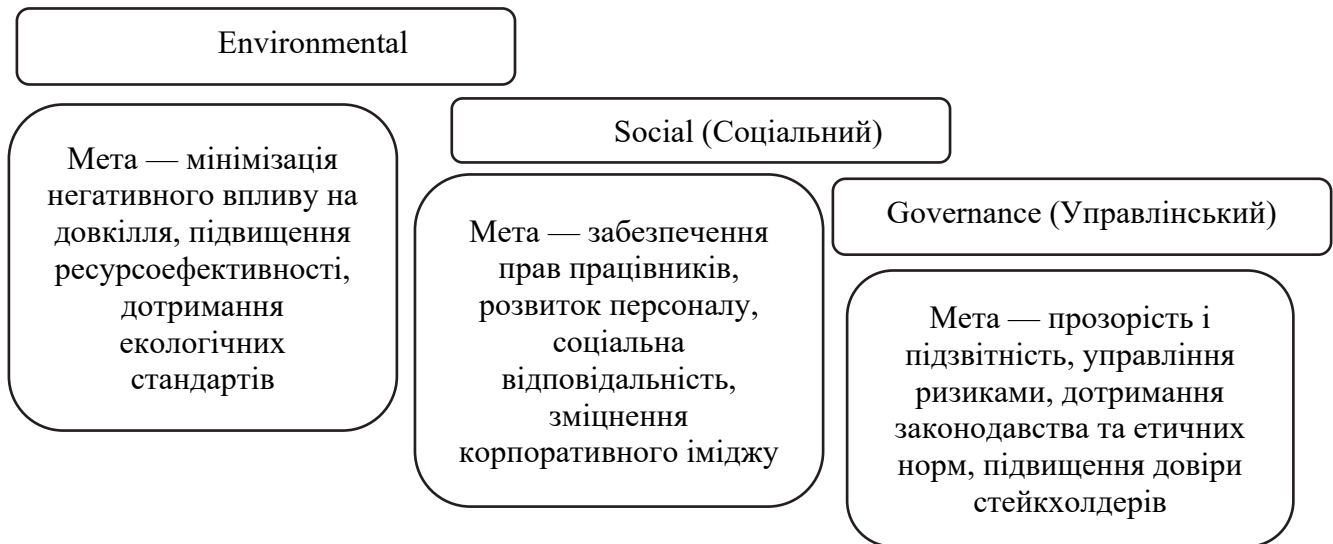 Environmental
Мета — мінімізація
негативного впливу на
довкілля, підвищення
ресурсоефективності,
дотримання
екологічних
стандартів
Social (Соціальний)
Мета — забезпечення
прав працівників,
розвиток персоналу,
соціальна
відповідальність,
зміцнення
корпоративного іміджу
Governance (Управлінський)
Мета — прозорість і
підзвітність, управління
ризиками, дотримання
законодавства та етичних
норм, підвищення довіри
стейкхолдерів